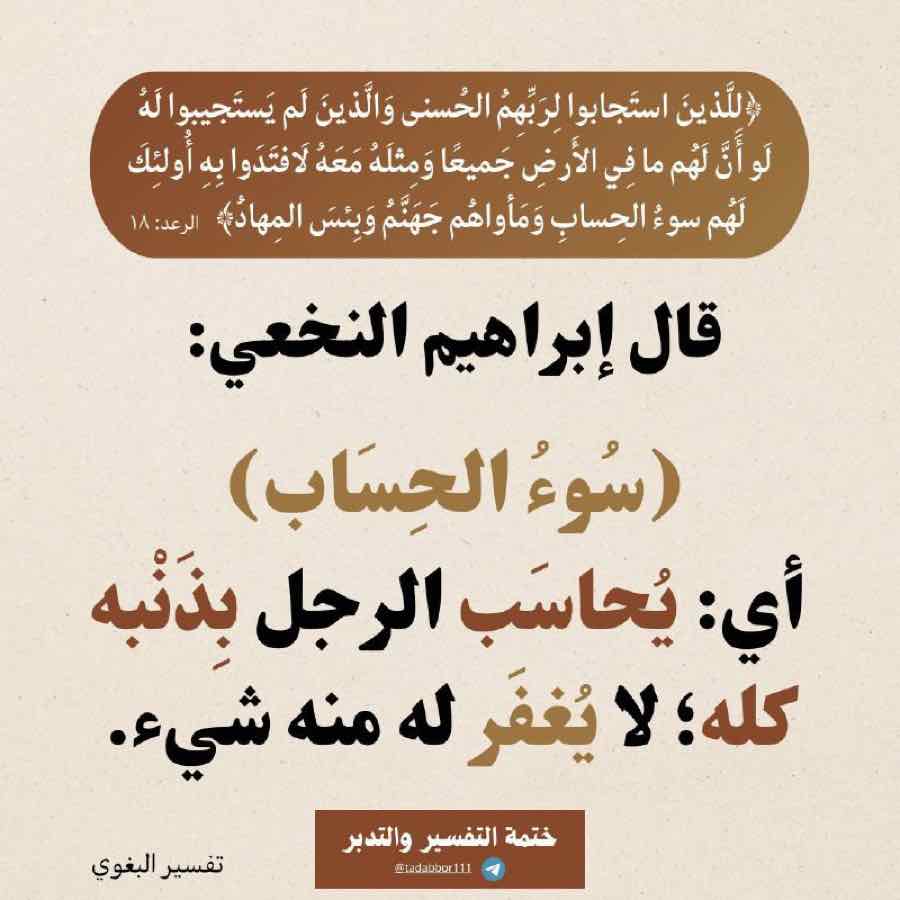 ﴿للَّذينَ استَجابوا لِرَبِّهِمُ الحُسنى وَالَّذينَ لَم يَستَجيبوا لَهُ
لَو أَنَّ لَهُم ما فِي الأَرضِ جَميعًا وَمِثلَهُ مَعَهُ لَافتَدَوا بِهِ أُولئِكَ
لَهُم سوءُ الحِسابِ وَمَأواهُم جَهَنَّمُ وَبِئسَ المِهادُ﴾ الرعد: ١٨
قال إبراهيم النخعي:
(سُوءُ الحِسَاب)
أي: يُحاسَب الرجل بِذَنْبه
كله؛ لا يُغفَر له منه شيء.
ختمة التفسير والتدبر
@tadabbor111
تفسير البغوي